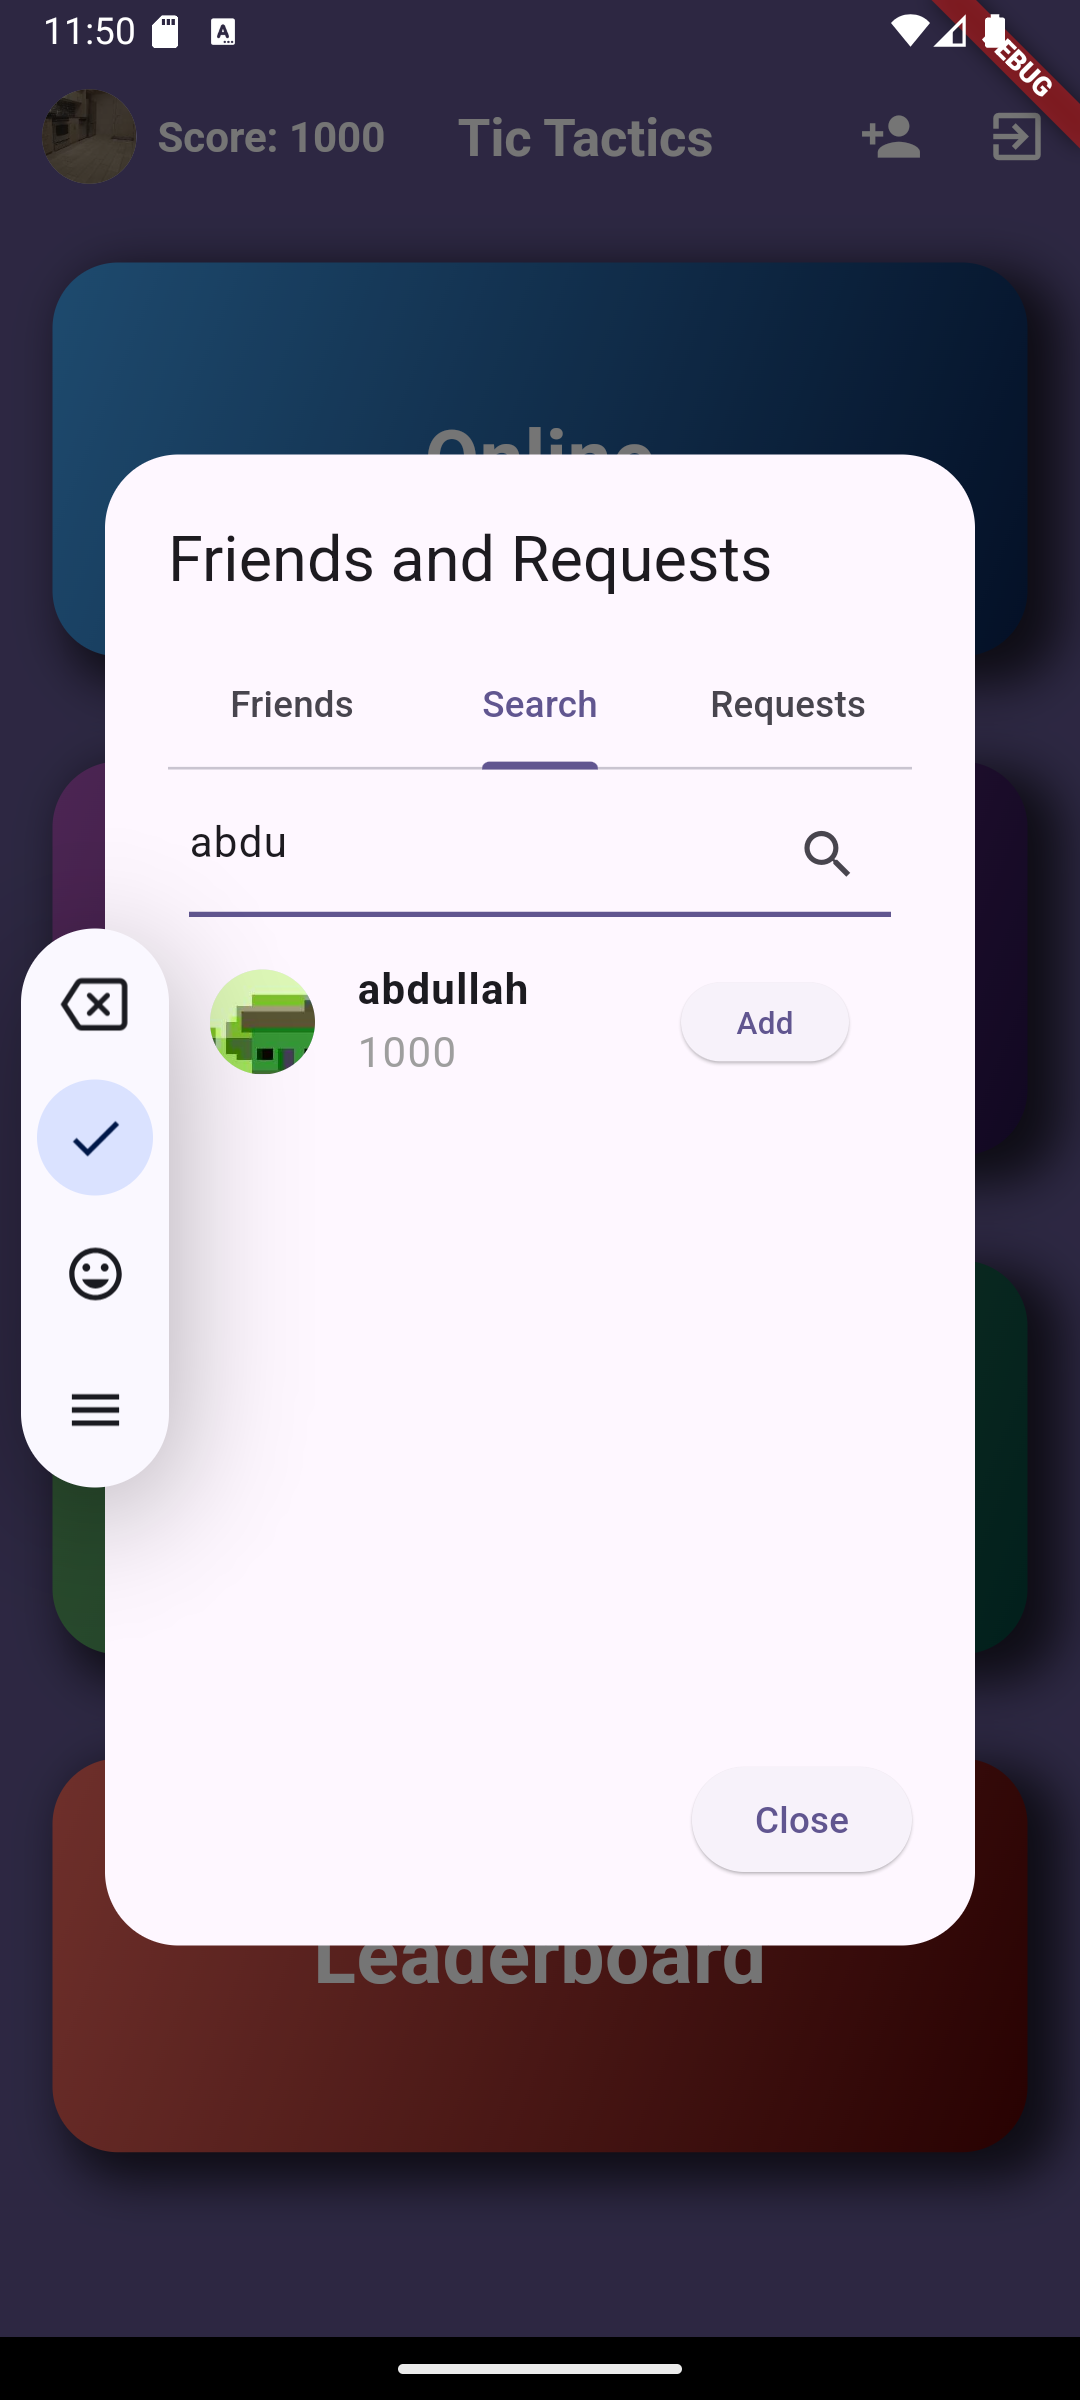 11:50
DEBUG
Score: 1000
Tic Tactics
Online
Friends and Requests
Friends
Search
Requests
abdu
abdullah
1000
Add
Close
Leaderboard